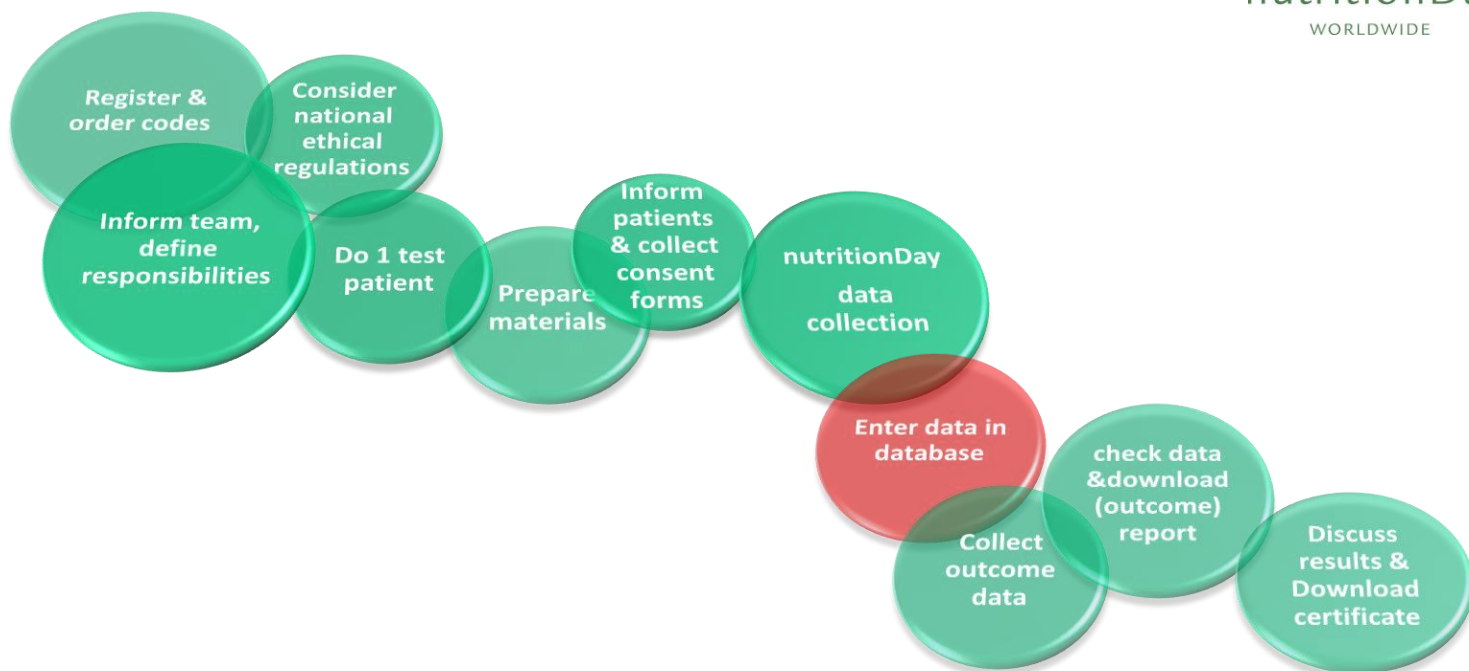 WORLDWIDE
Register &
order codes
Consider
national
ethical
regulations
Inform team,
define
responsibilities
Do 1 test
patient
Prepare
materials
Inform
patients
& collect
consent
forms
nutritionDay
data
collection
Enter data in
database
Collect
outcome
data
check data
&download
(outcome)
report
Discuss
results &
Download
certificate